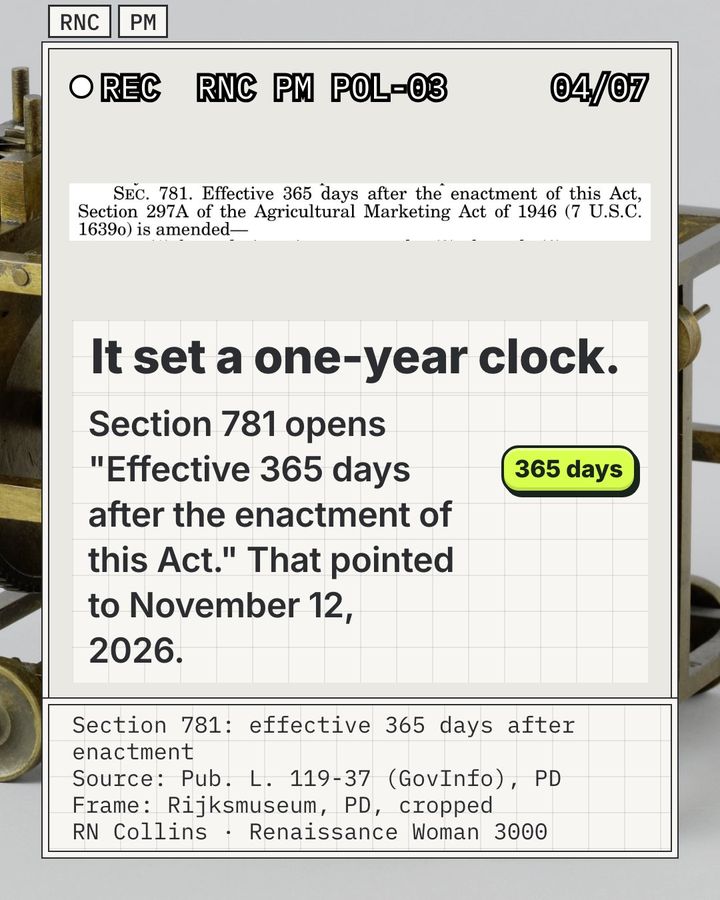 RNC PM
REC RNC PM POL-03 04/07
SEC. 781. Effective 365 days after the enactment of this Act,
Section 297A of the Agricultural Marketing Act of 1946 (7 U.S.C.
1639o) is amended—
It set a one-year clock.
Section 781 opens
"Effective 365 days
after the enactment of
this Act." That pointed
to November 12,
2026.
365 days
Section 781: effective 365 days after
enactment
Source: Pub. L. 119-37 (GovInfo), PD
Frame: Rijksmuseum, PD, cropped
RN Collins · Renaissance Woman 3000